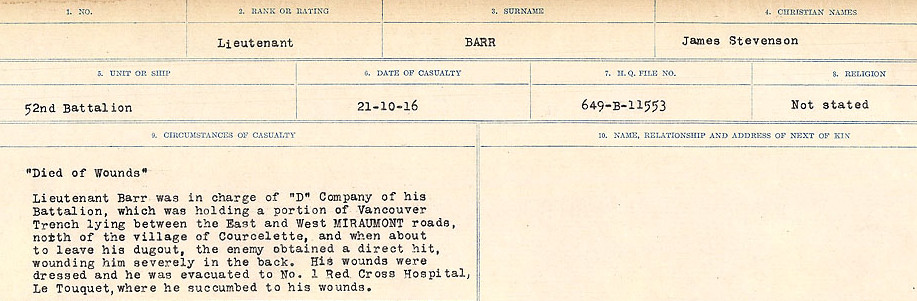 1. NO. 2. RANK OR RATING 3. SURNAME 4. CHRISTIAN NAMES
Lieutenant BARR James Stevenson
5. UNIT OR SHIP 6. DATE OF CASUALTY 7. H.Q. FILE NO. 8. RELIGION
52nd Battalion 21-10-16 649-B-11553 Not stated
9. CIRCUMSTANCES OF CASUALTY 10. NAME, RELATIONSHIP AND ADDRESS OF NEXT OF KIN
"Died of Wounds"
Lieutenant Barr was in charge of "D" Company of his
Battalion, which was holding a portion of Vancouver
Trench lying between the East and West MIRAUMONT roads,
north of the village of Courcelette, and when about
to leave his dugout, the enemy obtained a direct hit,
wounding him severely in the back. His wounds were
dressed and he was evacuated to No. 1 Red Cross Hospital,
Le Touquet, where he succumbed to his wounds.